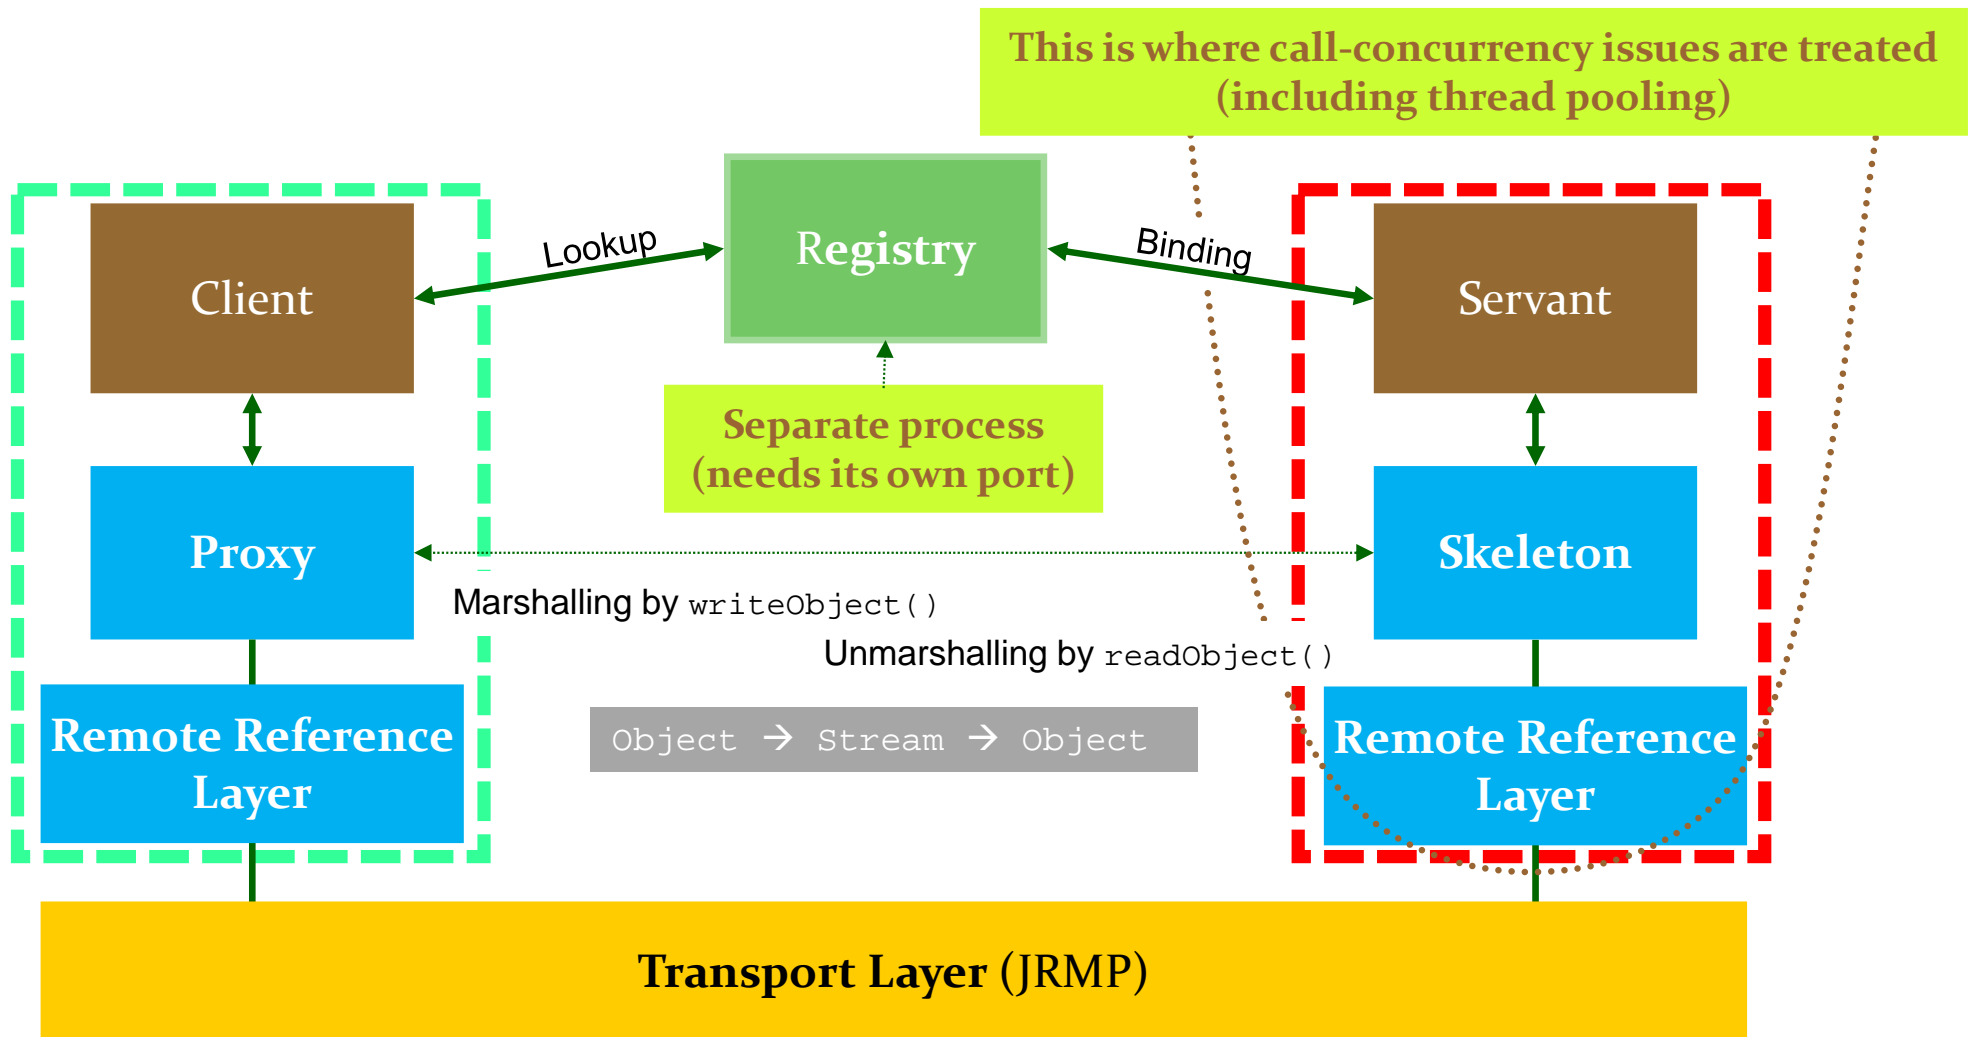 This is where call-concurrency issues are treated
(including thread pooling)
Client
Lookup
Registry
Binding
Servant
Separate process
(needs its own port)
Proxy
Skeleton
Marshalling by writeObject()
Unmarshalling by readObject()
Remote Reference
Layer
Object → Stream → Object
Remote Reference
Layer
Transport Layer (JRMP)